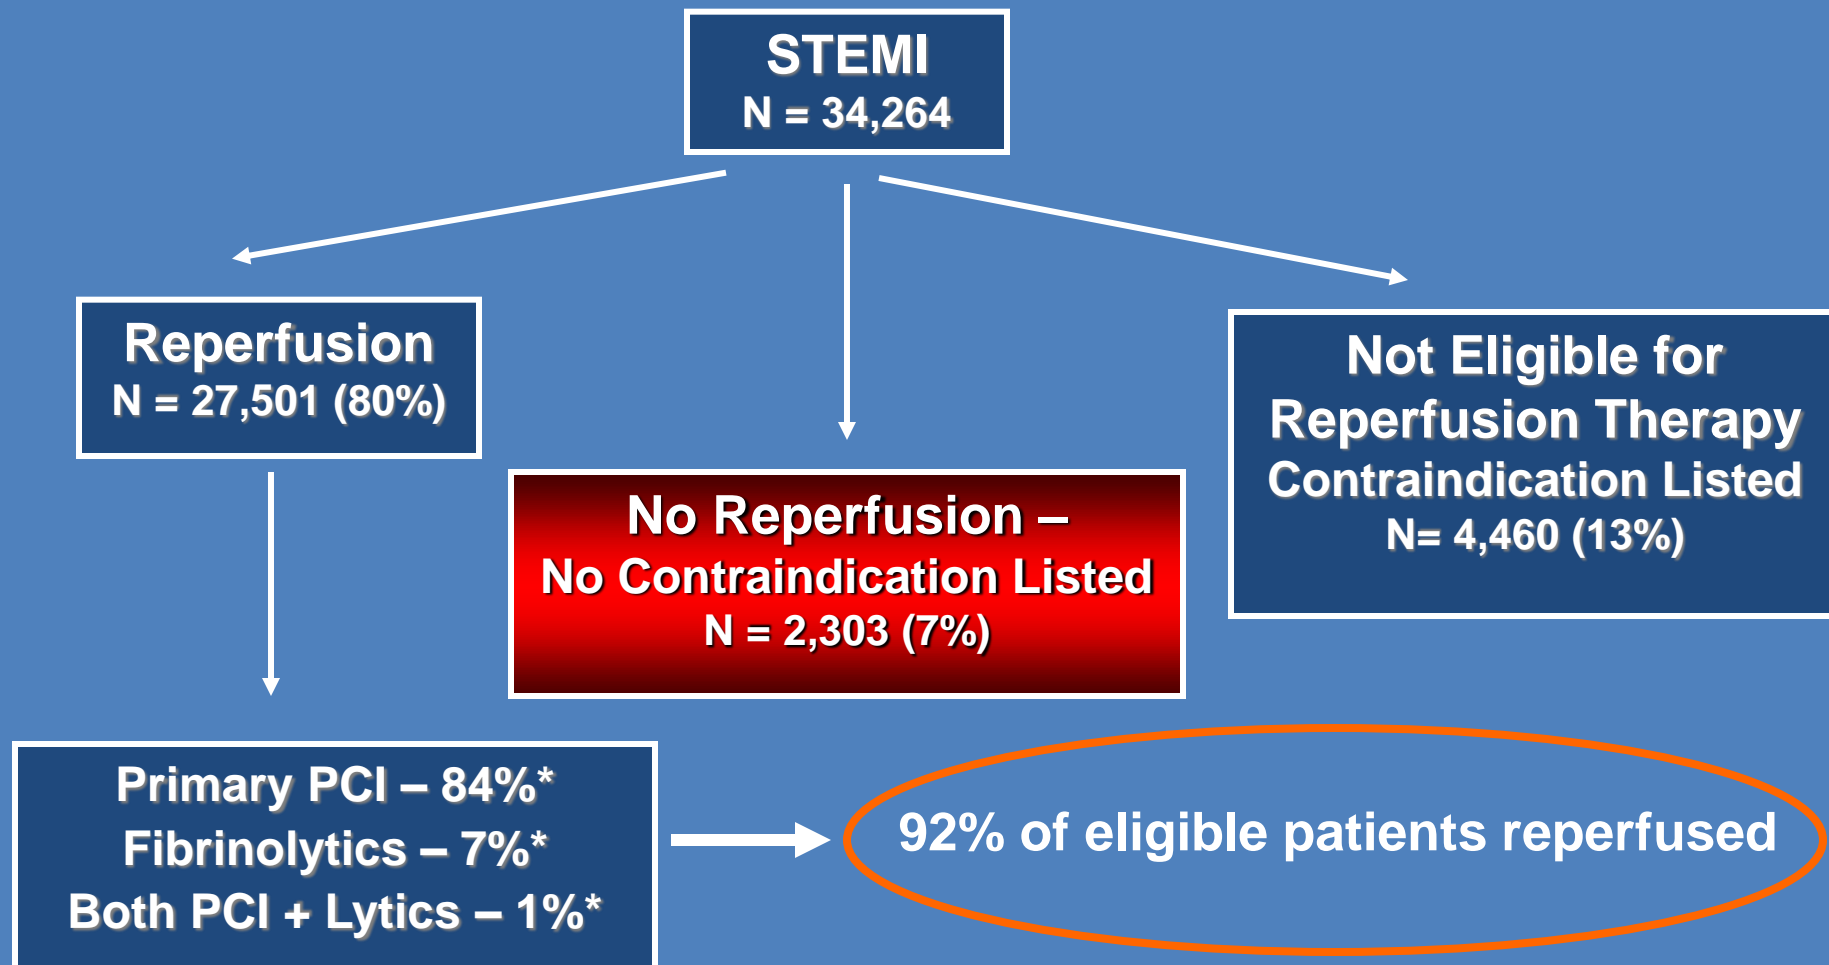 STEMI
N = 34,264
Reperfusion
N = 27,501 (80%)
Not Eligible for
Reperfusion Therapy
Contraindication Listed
N= 4,460 (13%)
No Reperfusion –
No Contraindication Listed
N = 2,303 (7%)
Primary PCI – 84%*
Fibrinolytics – 7%*
Both PCI + Lytics – 1%*
92% of eligible patients reperfused